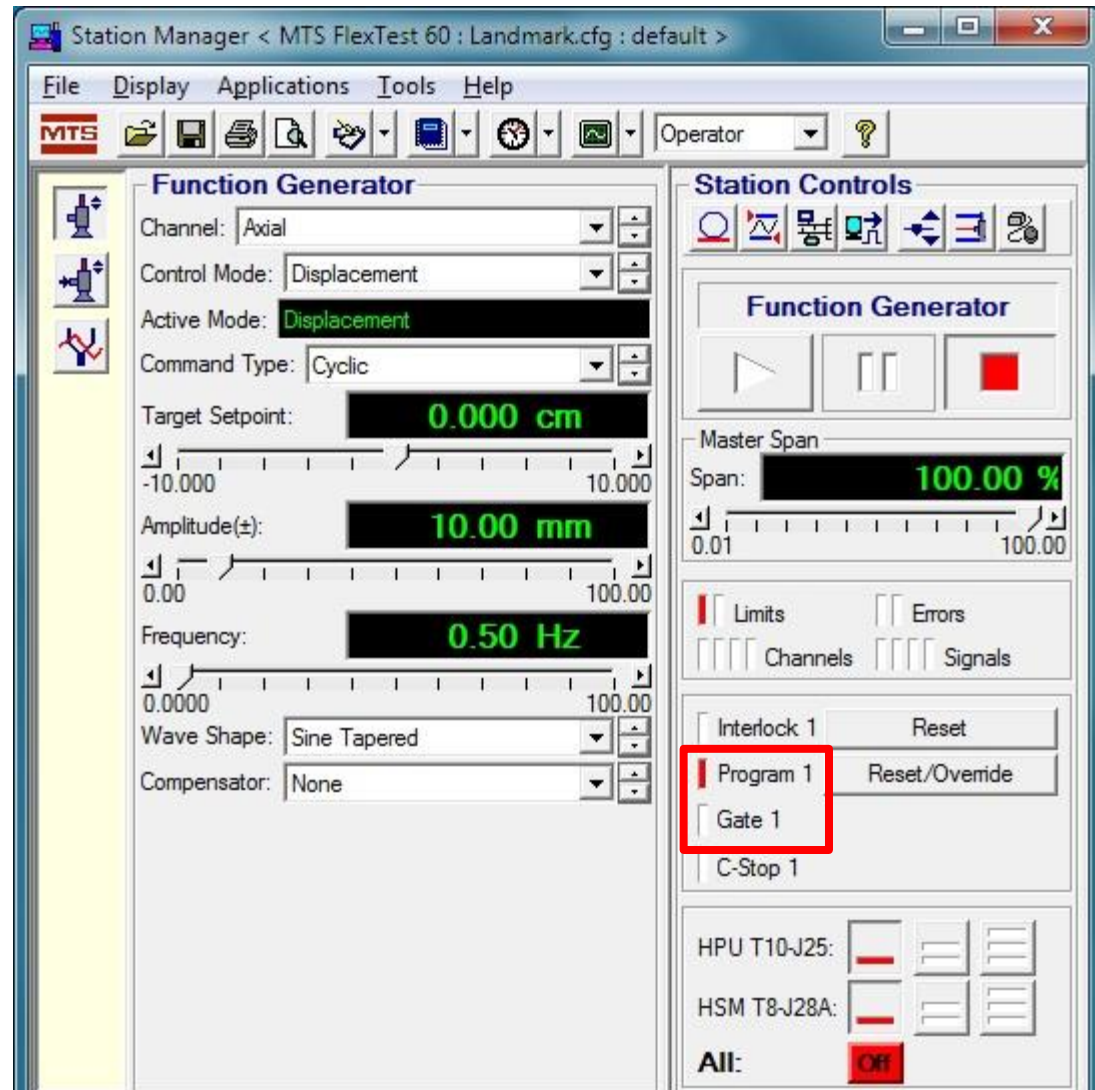 Station Manager < MTS FlexTest 60 : Landmark.cfg : default >
File Display Applications Tools Help
MTS Operator
Function Generator
Channel: Axial
Control Mode: Displacement
Active Mode: Displacement
Command Type: Cyclic
Target Setpoint: 0.000 cm
-10.000 10.000
Amplitude(±): 10.00 mm
0.00 100.00
Frequency: 0.50 Hz
0.0000 100.00
Wave Shape: Sine Tapered
Compensator: None
Station Controls
Function Generator
Master Span
Span: 100.00 %
0.01 100.00
Limits Errors
Channels Signals
Interlock 1 Reset
Program 1 Reset/Override
Gate 1
C-Stop 1
HPU T10-J25:
HSM T8-J28A:
All: Off